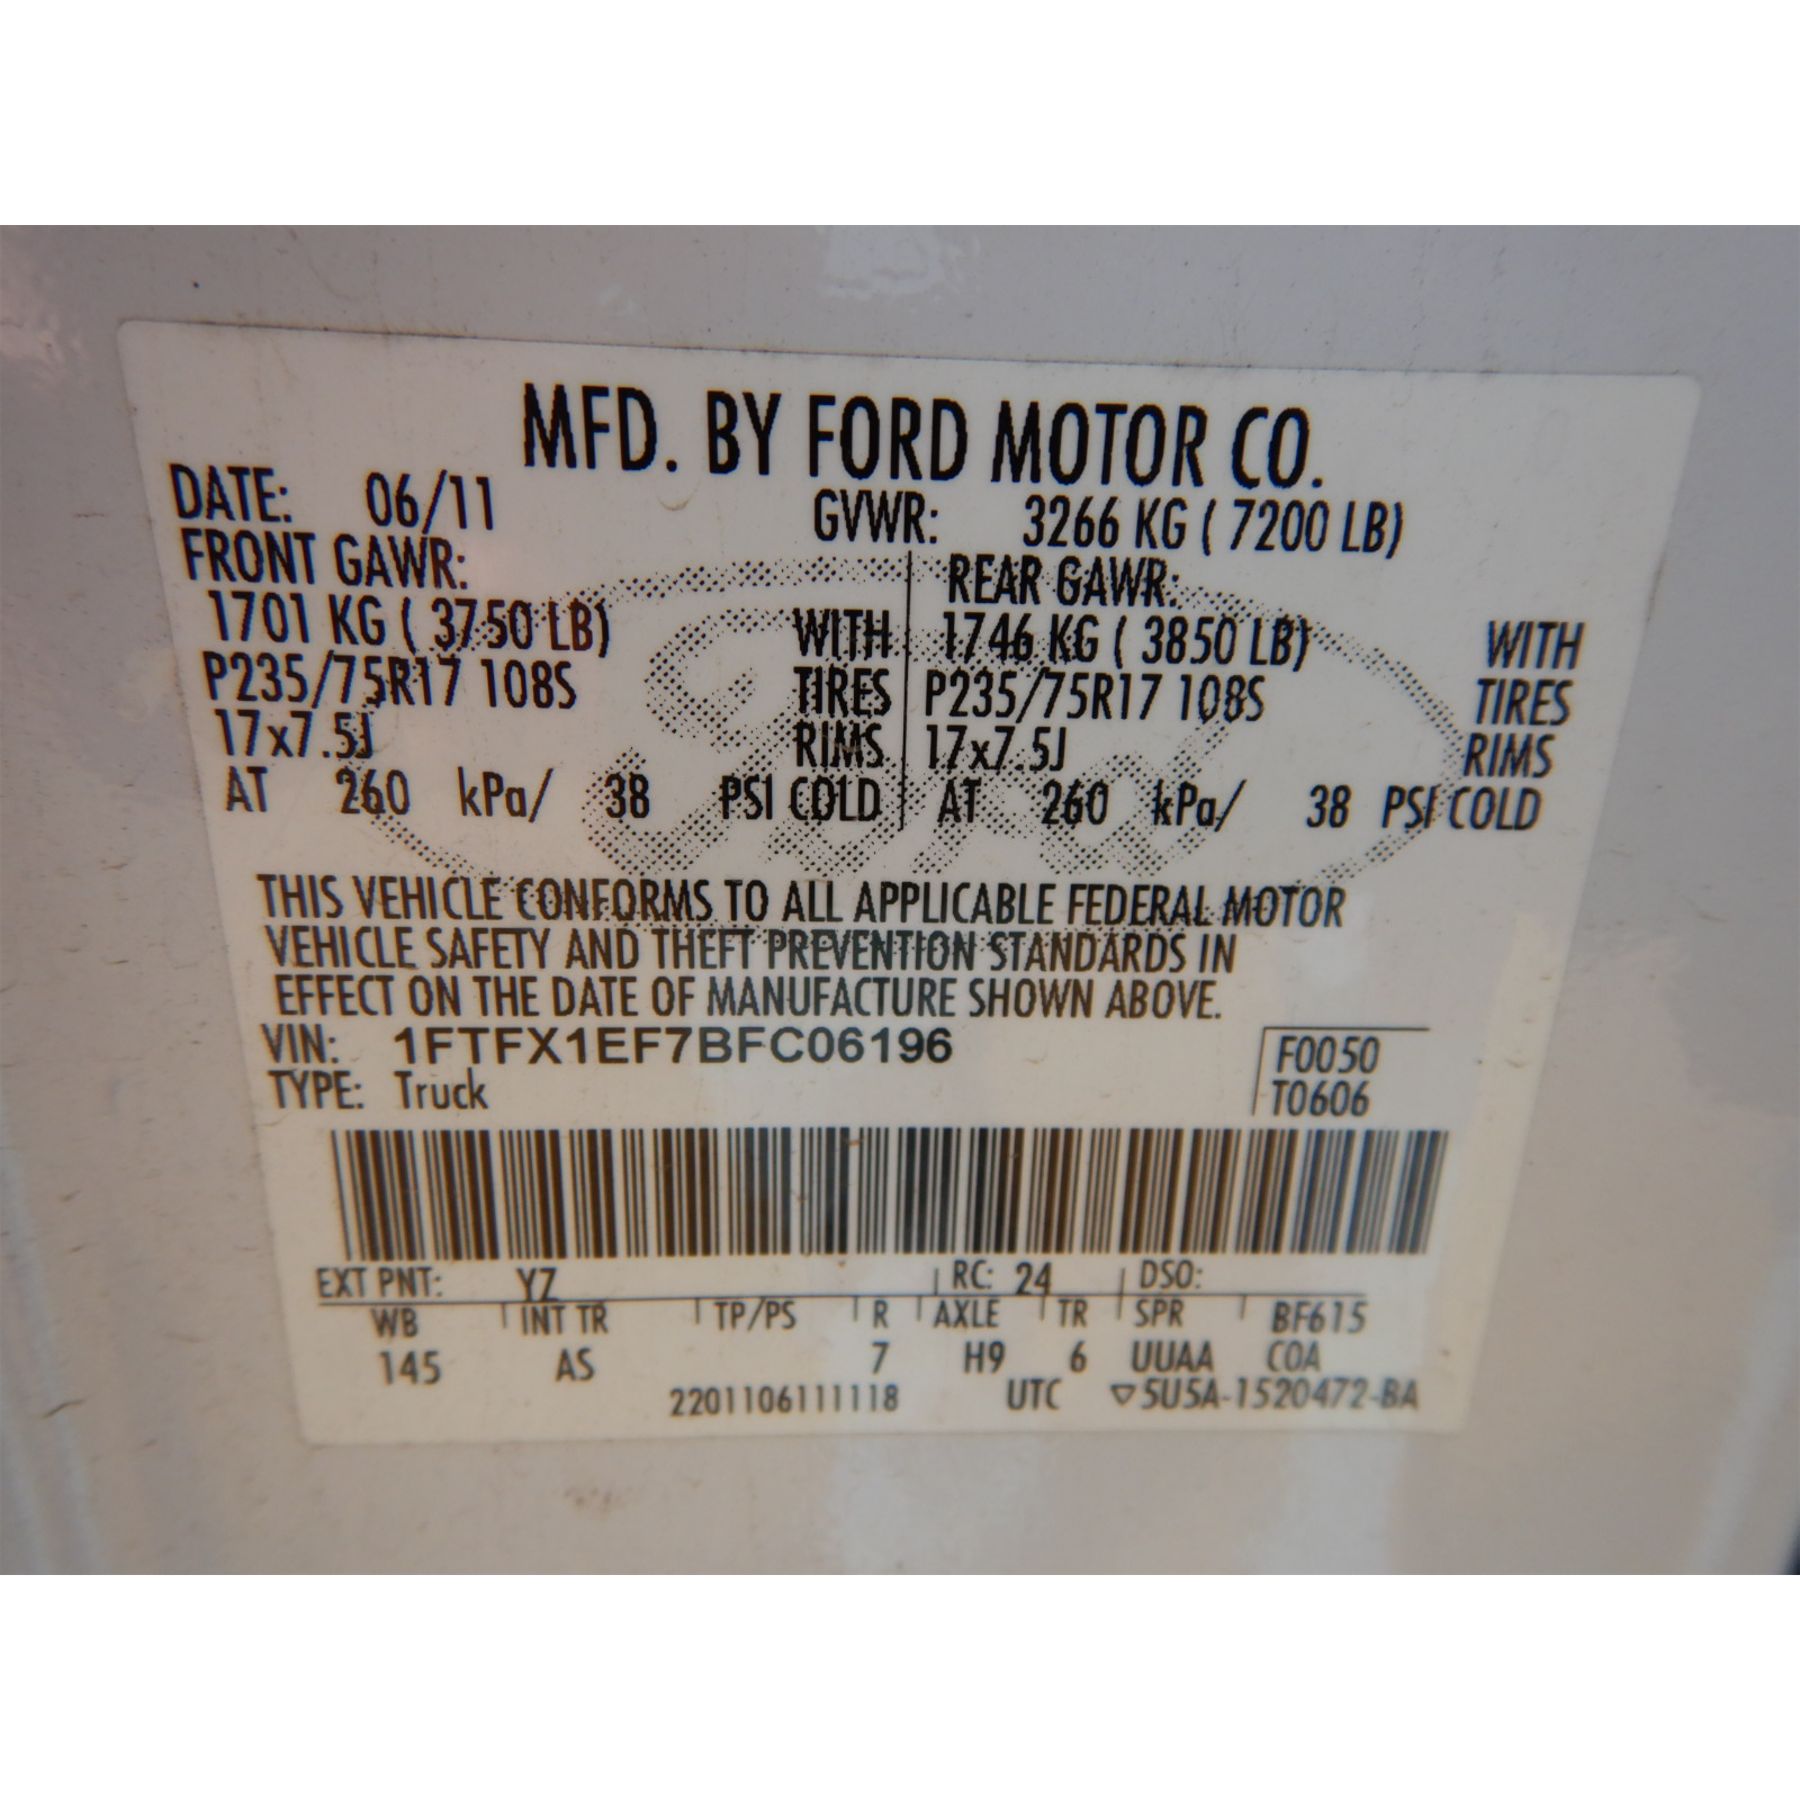 MFD. BY FORD MOTOR CO.
DATE: 06/11 GVWR: 3266 KG ( 7200 LB)
FRONT GAWR: REAR GAWR:
1701 KG ( 3750 LB) WITH 1746 KG ( 3850 LB) WITH
P235/75R17 108S TIRES P235/75R17 108S TIRES
17x7.5J RIMS 17x7.5J RIMS
AT 260 kPa/ 38 PSI COLD AT 260 kPa/ 38 PSI COLD
THIS VEHICLE CONFORMS TO ALL APPLICABLE FEDERAL MOTOR
VEHICLE SAFETY AND THEFT PREVENTION STANDARDS IN
EFFECT ON THE DATE OF MANUFACTURE SHOWN ABOVE.
VIN: 1FTFX1EF7BFC06196 F0050
TYPE: Truck T0606
EXT PNT: YZ RC: 24 DSO:
WB INT TR TP/PS R AXLE TR SPR BF615
145 AS 7 H9 6 UUAA COA
2201106111118 UTC ▽5U5A-1520472-BA
Ford